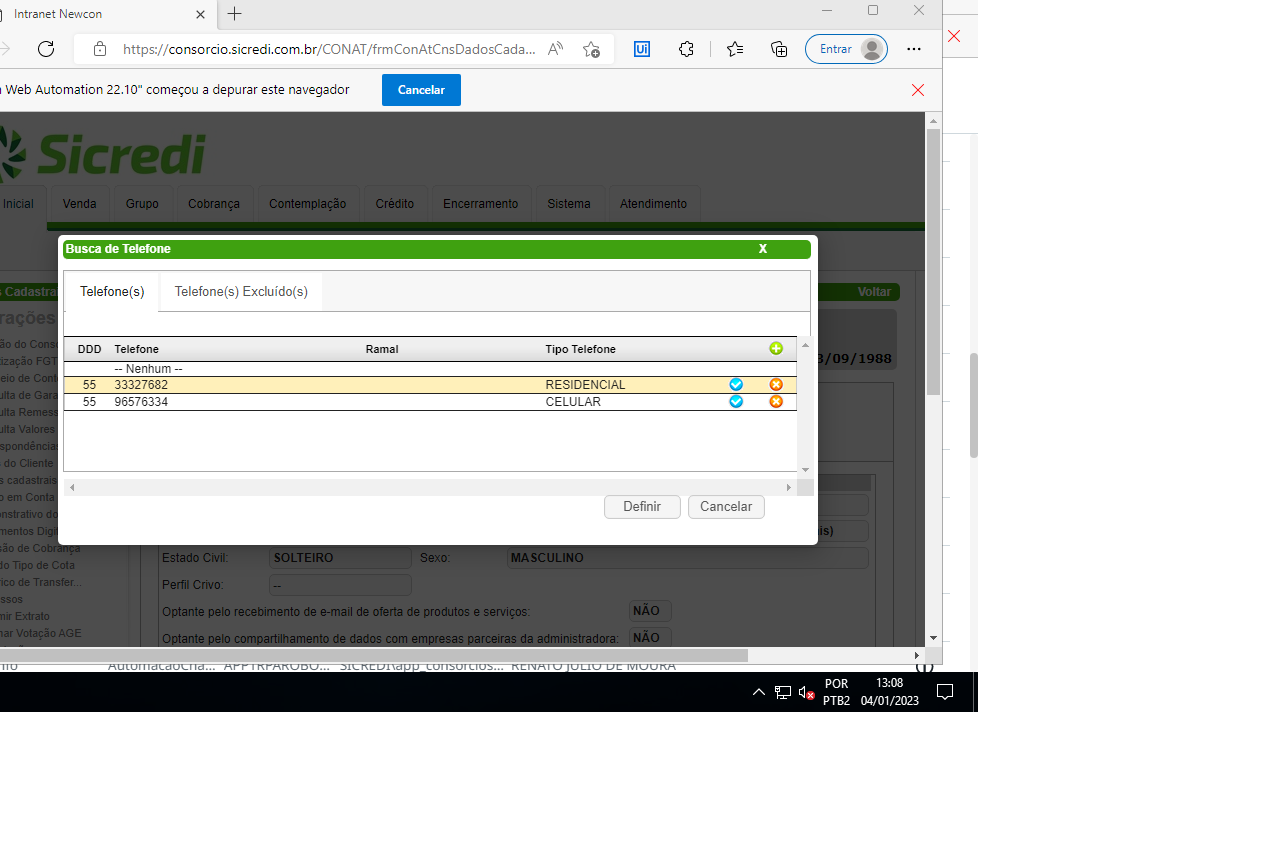 Intranet Newcon
https://consorcio.sicredi.com.br/CONAT/frmConAtCnsDadosCada...
Entrar
Web Automation 22.10" começou a depurar este navegador
Cancelar
Sicredi
Inicial Venda Grupo Cobrança Contemplação Crédito Encerramento Sistema Atendimento
Busca de Telefone X
Telefone(s) Telefone(s) Excluído(s)
Voltar
DDD Telefone Ramal Tipo Telefone
-- Nenhum --
55 33327682 RESIDENCIAL
55 96576334 CELULAR
/09/1988
Definir Cancelar
Estado Civil: SOLTEIRO Sexo: MASCULINO
Perfil Crivo: --
Optante pelo recebimento de e-mail de oferta de produtos e serviços: NÃO
Optante pelo compartilhamento de dados com empresas parceiras da administradora: NÃO
s Cadastra
rações
ão do Conso
tização FGT
eio de Cont
ulta de Gara
ulta Remess
ulta Valores
spondências
do Cliente
s cadastrais
o em Conta
onstrativo do
mentos Digit
são de Cobrança
do Tipo de Cota
rico de Transfer...
ssos
mir Extrato
nar Votação AGE
nfo AutomacaoCha... APPTRPAROBO... SICREDI\app_consorcios... RENATO JULIO DE MOURA
POR
PTB2
13:08
04/01/2023